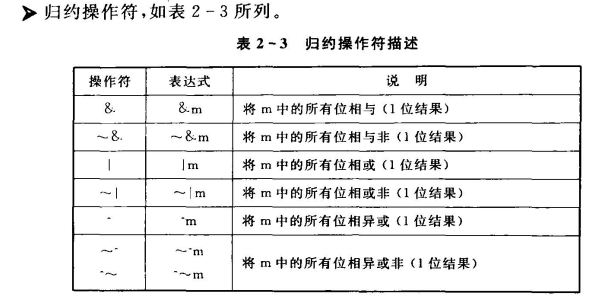 ➤ 归约操作符,如表 2-3 所列。
表 2-3 归约操作符描述
操作符 表达式 说 明
& &m 将 m 中的所有位相与(1 位结果)
~& ~&m 将 m 中的所有位相与非(1 位结果)
| |m 将 m 中的所有位相或(1 位结果)
~| ~|m 将 m 中的所有位相或非(1 位结果)
^ ^m 将 m 中的所有位相异或(1 位结果)
~^ ~^m
^~ ^~m
将 m 中的所有位相异或非(1 位结果)